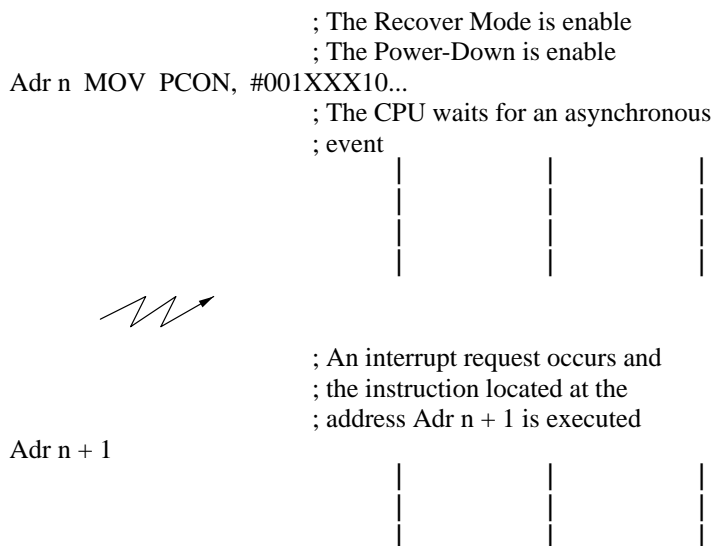 ; The Recover Mode is enable
; The Power-Down is enable
Adr n MOV PCON, #001XXX10...
; The CPU waits for an asynchronous
; event
; An interrupt request occurs and
; the instruction located at the
; address Adr n + 1 is executed
Adr n + 1